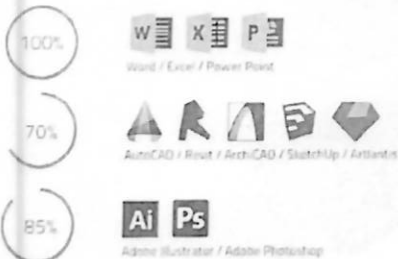 100%
W X P
Word / Excel / Power Point
70%
AutoCAD / Revit / ArchiCAD / SketchUp / Artlantis
85%
Ai Ps
Adobe Illustrator / Adobe Photoshop